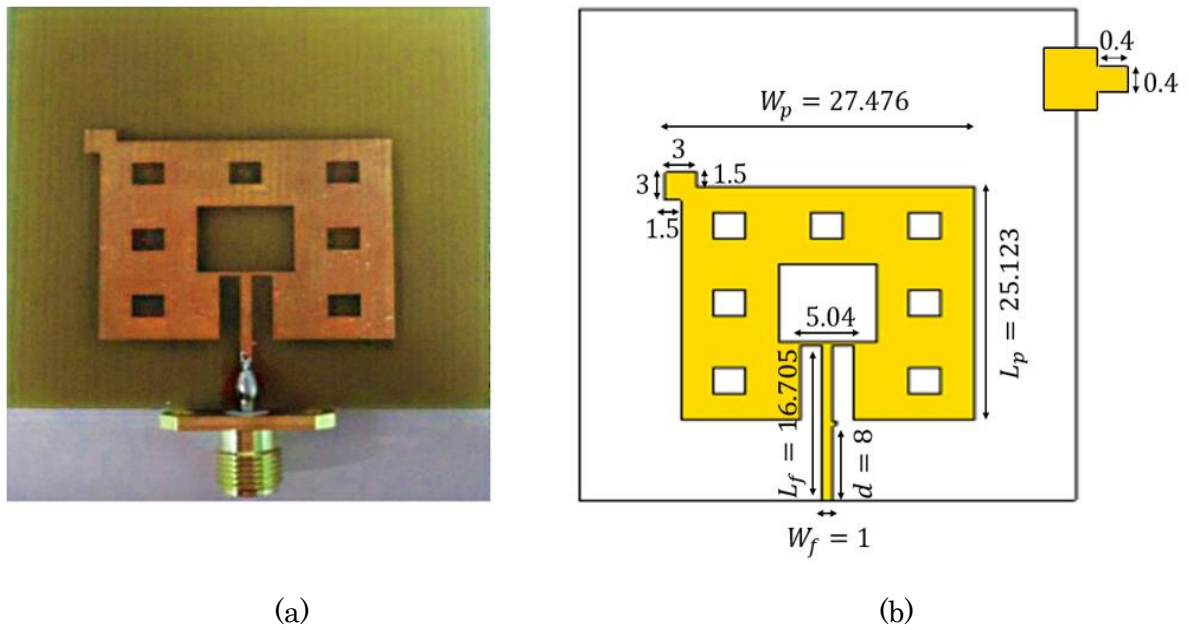 0.4
0.4
W_p = 27.476
3
1.5
3
1.5
5.04
L_f = 16.705
d = 8
L_p = 25.123
W_f = 1
(a)
(b)